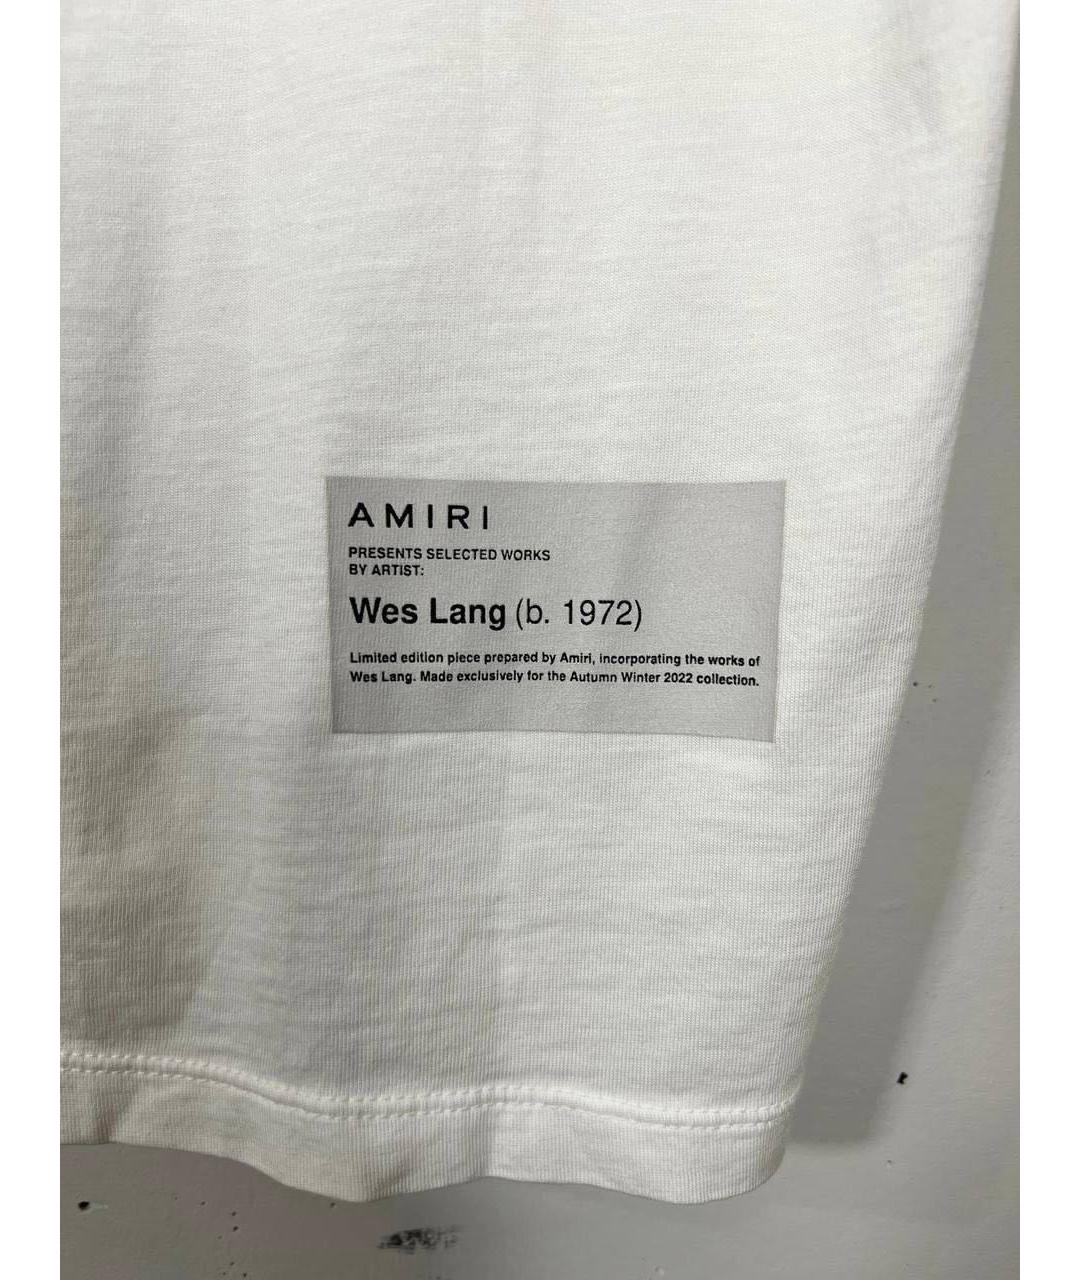 AMIRI
PRESENTS SELECTED WORKS
BY ARTIST:
Wes Lang (b. 1972)
Limited edition piece prepared by Amiri, incorporating the works of
Wes Lang. Made exclusively for the Autumn Winter 2022 collection.